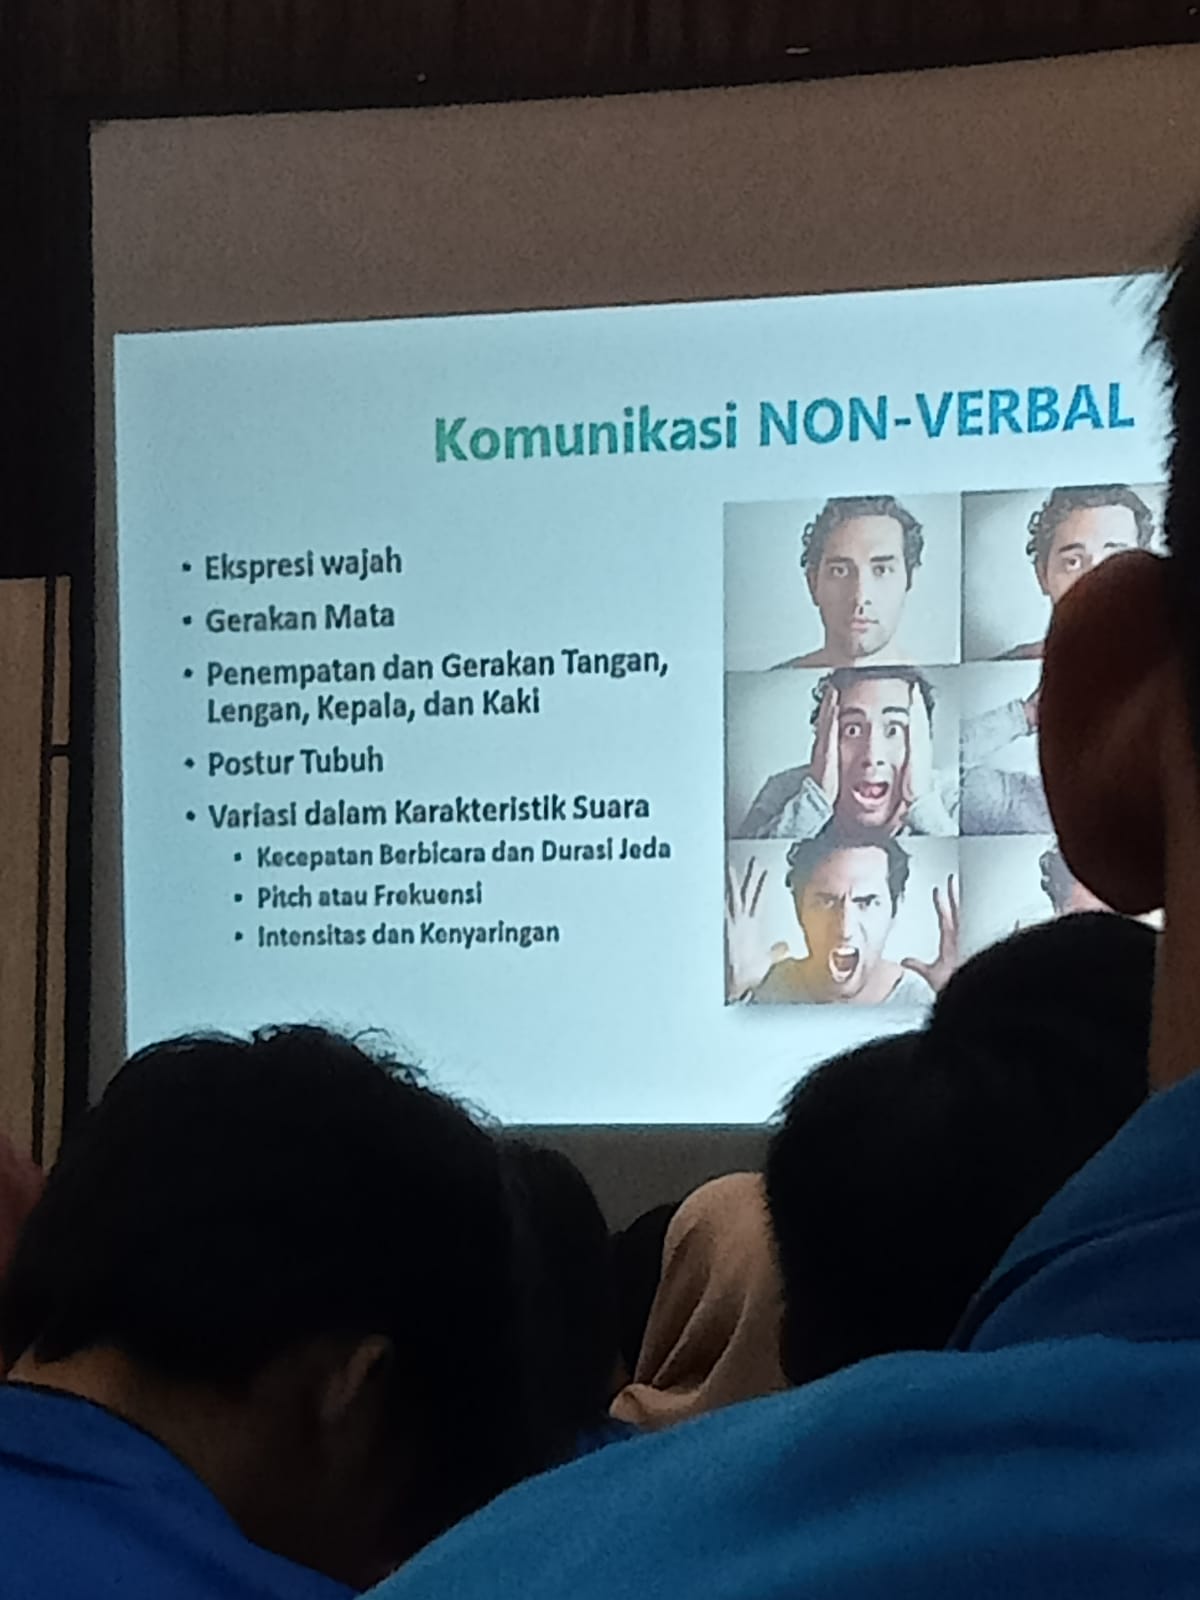 Komunikasi NON-VERBAL
• Ekspresi wajah
• Gerakan Mata
• Penempatan dan Gerakan Tangan,
Lengan, Kepala, dan Kaki
• Postur Tubuh
• Variasi dalam Karakteristik Suara
• Kecepatan Berbicara dan Durasi Jeda
• Pitch atau Frekuensi
• Intensitas dan Kenyaringan